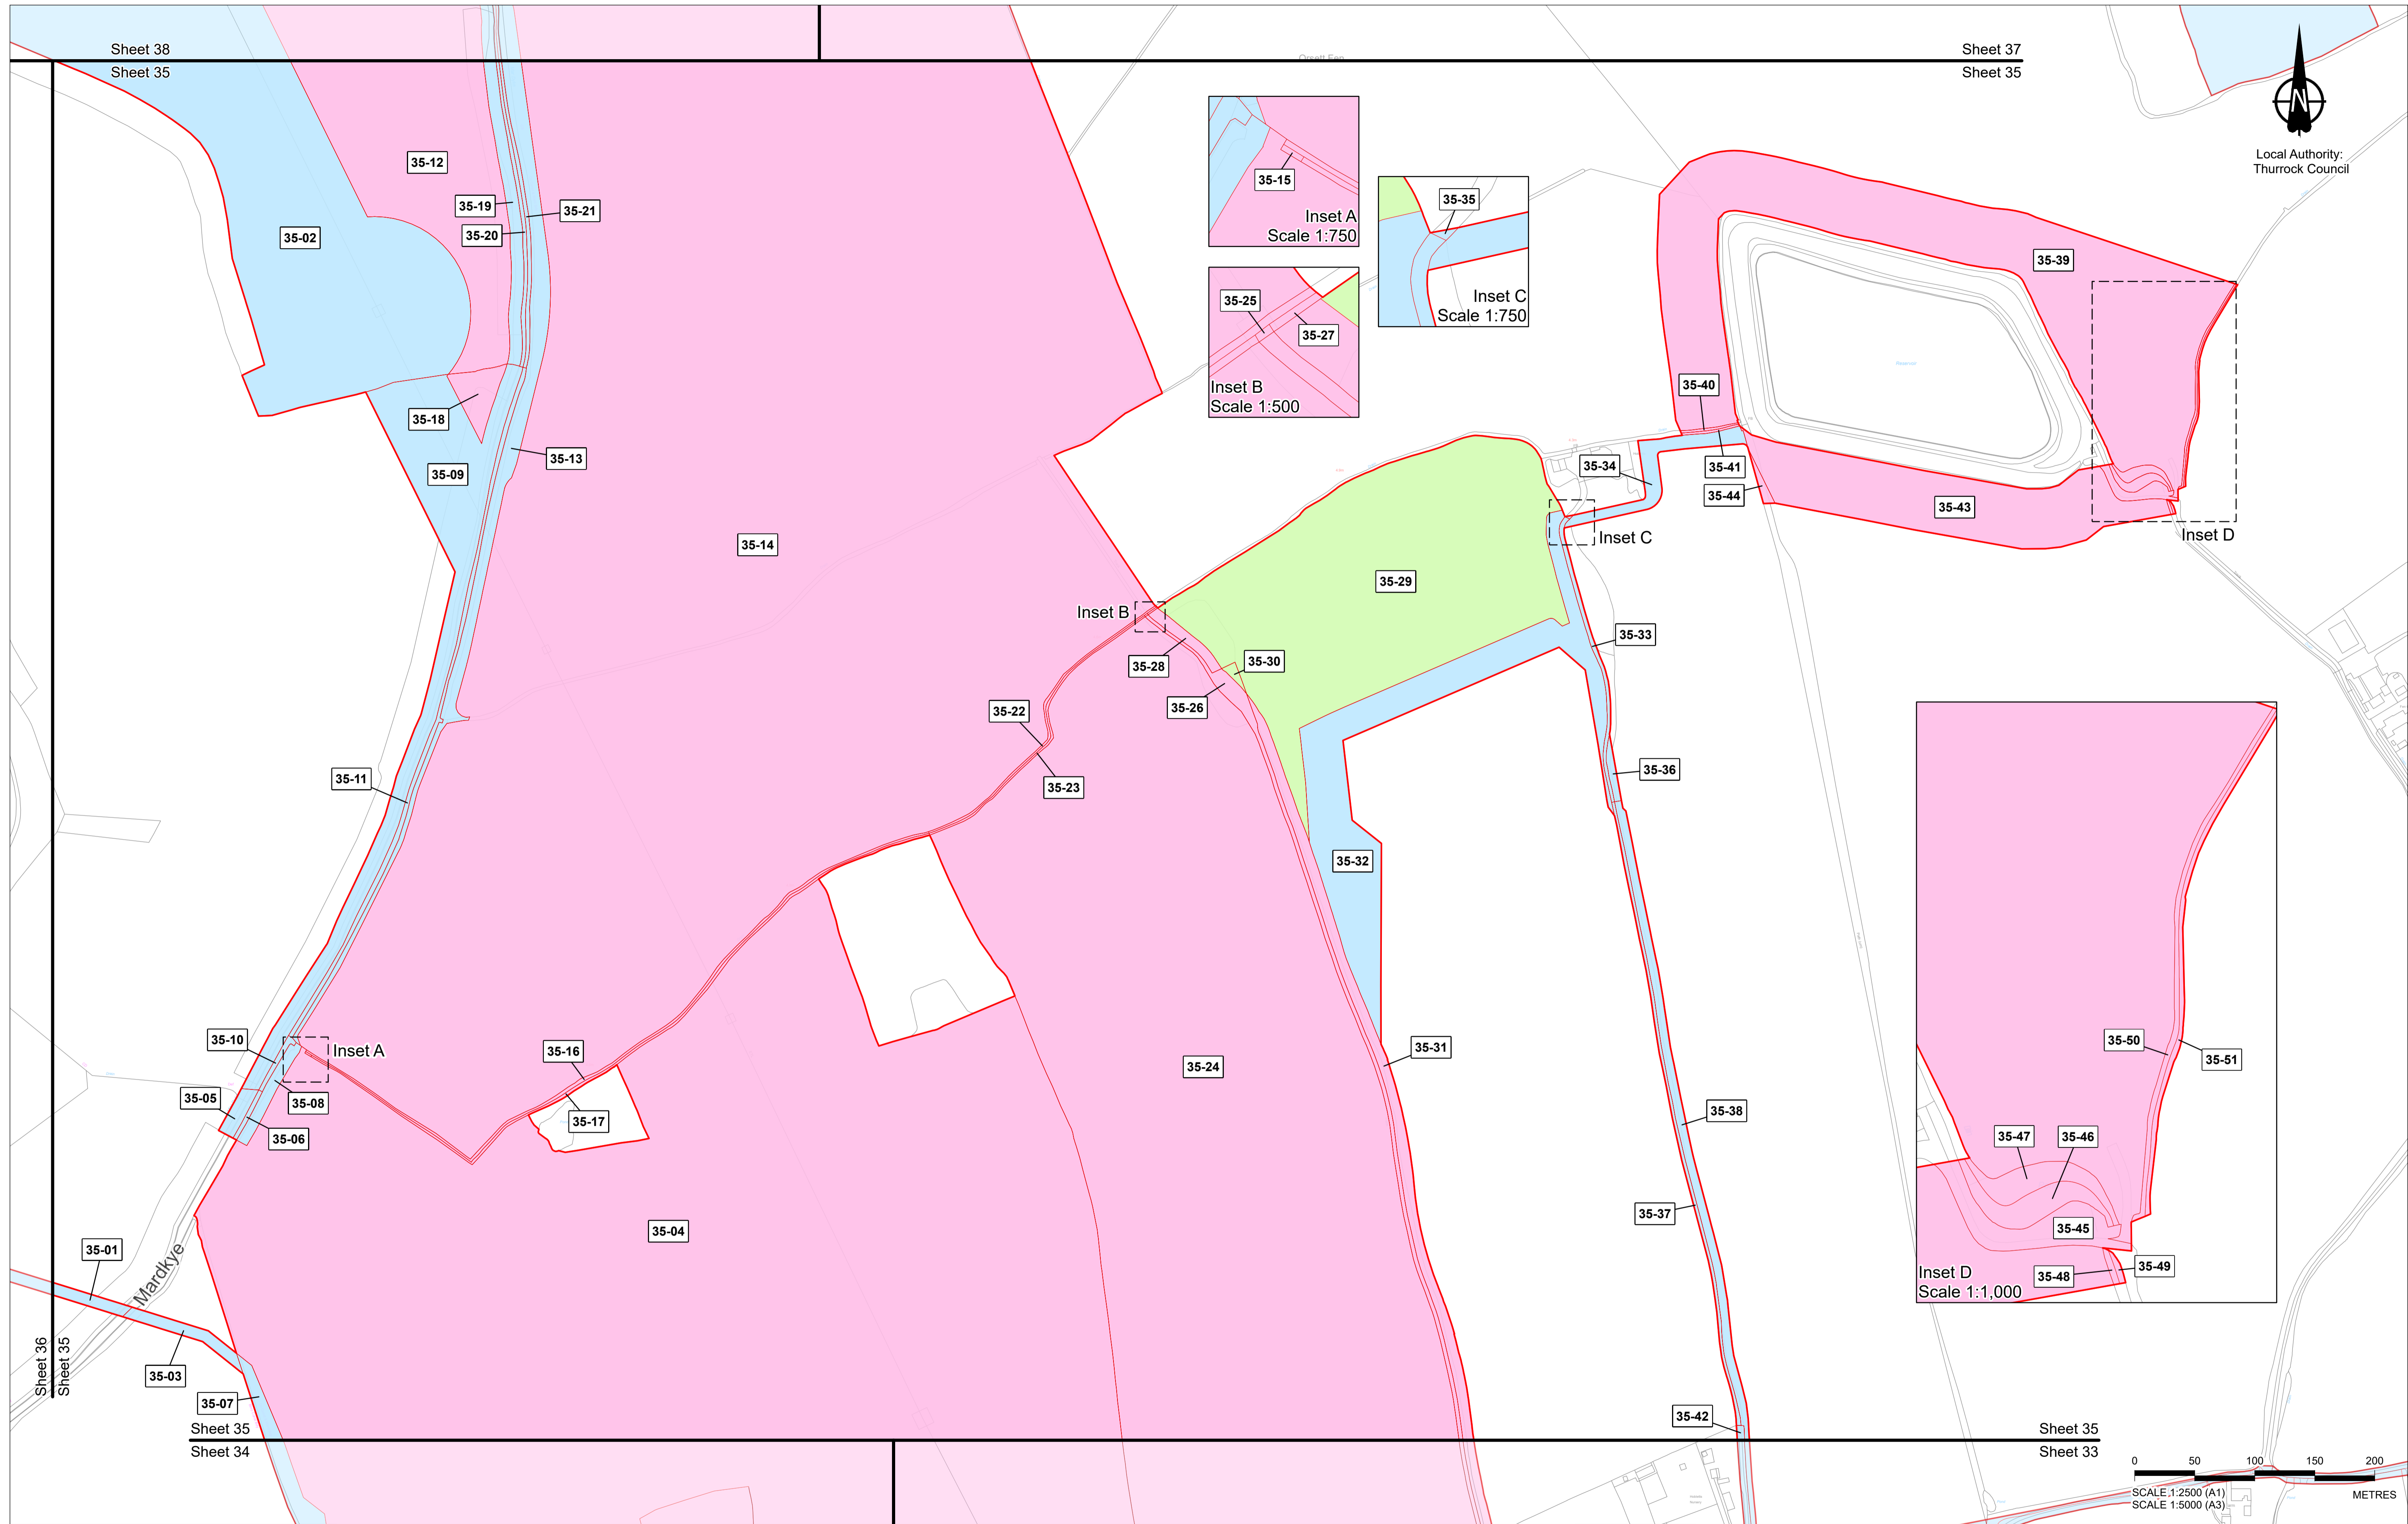 Sheet 38
Sheet 35
Sheet 37
Sheet 35
Orsett Fen
N
Local Authority:
Thurrock Council
35-12
35-19
35-21
35-20
35-02
35-15
Inset A
Scale 1:750
35-35
Inset C
Scale 1:750
35-25
35-27
Inset B
Scale 1:500
35-39
Reservoir
35-40
35-41
35-34
35-44
35-43
Inset D
35-18
35-13
35-09
35-14
Inset C
35-29
Inset B
35-28
35-30
35-33
35-26
35-22
35-23
35-36
35-11
35-32
35-10
Inset A
35-16
35-24
35-31
35-05
35-08
35-17
35-06
35-38
35-37
35-04
35-01
Mardkye
35-03
35-07
35-50
35-51
35-47
35-46
35-45
35-48
35-49
Inset D
Scale 1:1,000
Sheet 36
Sheet 35
35-42
Sheet 35
Sheet 34
Sheet 35
Sheet 33
0 50 100 150 200
SCALE 1:2500 (A1)
SCALE 1:5000 (A3)
METRES